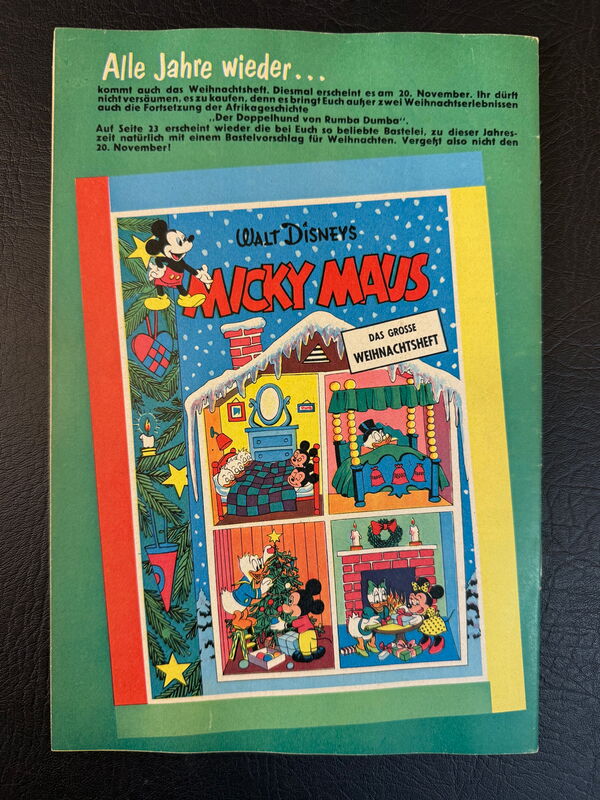 Alle Jahre wieder...
kommt auch das Weihnachtsheft. Diesmal erscheint es am 20. November. Ihr dürft
nicht versäumen, es zu kaufen, denn es bringt Euch außer zwei Weihnachtserlebnissen
auch die Fortsetzung der Afrikageschichte
„Der Doppelhund von Rumba Dumba".
Auf Seite 23 erscheint wieder die bei Euch so beliebte Bastelei, zu dieser Jahres-
zeit natürlich mit einem Bastelvorschlag für Weihnachten. Vergeßt also nicht den
20. November!
WALT DISNEYS
MICKY MAUS
DAS GROSSE
WEIHNACHTSHEFT